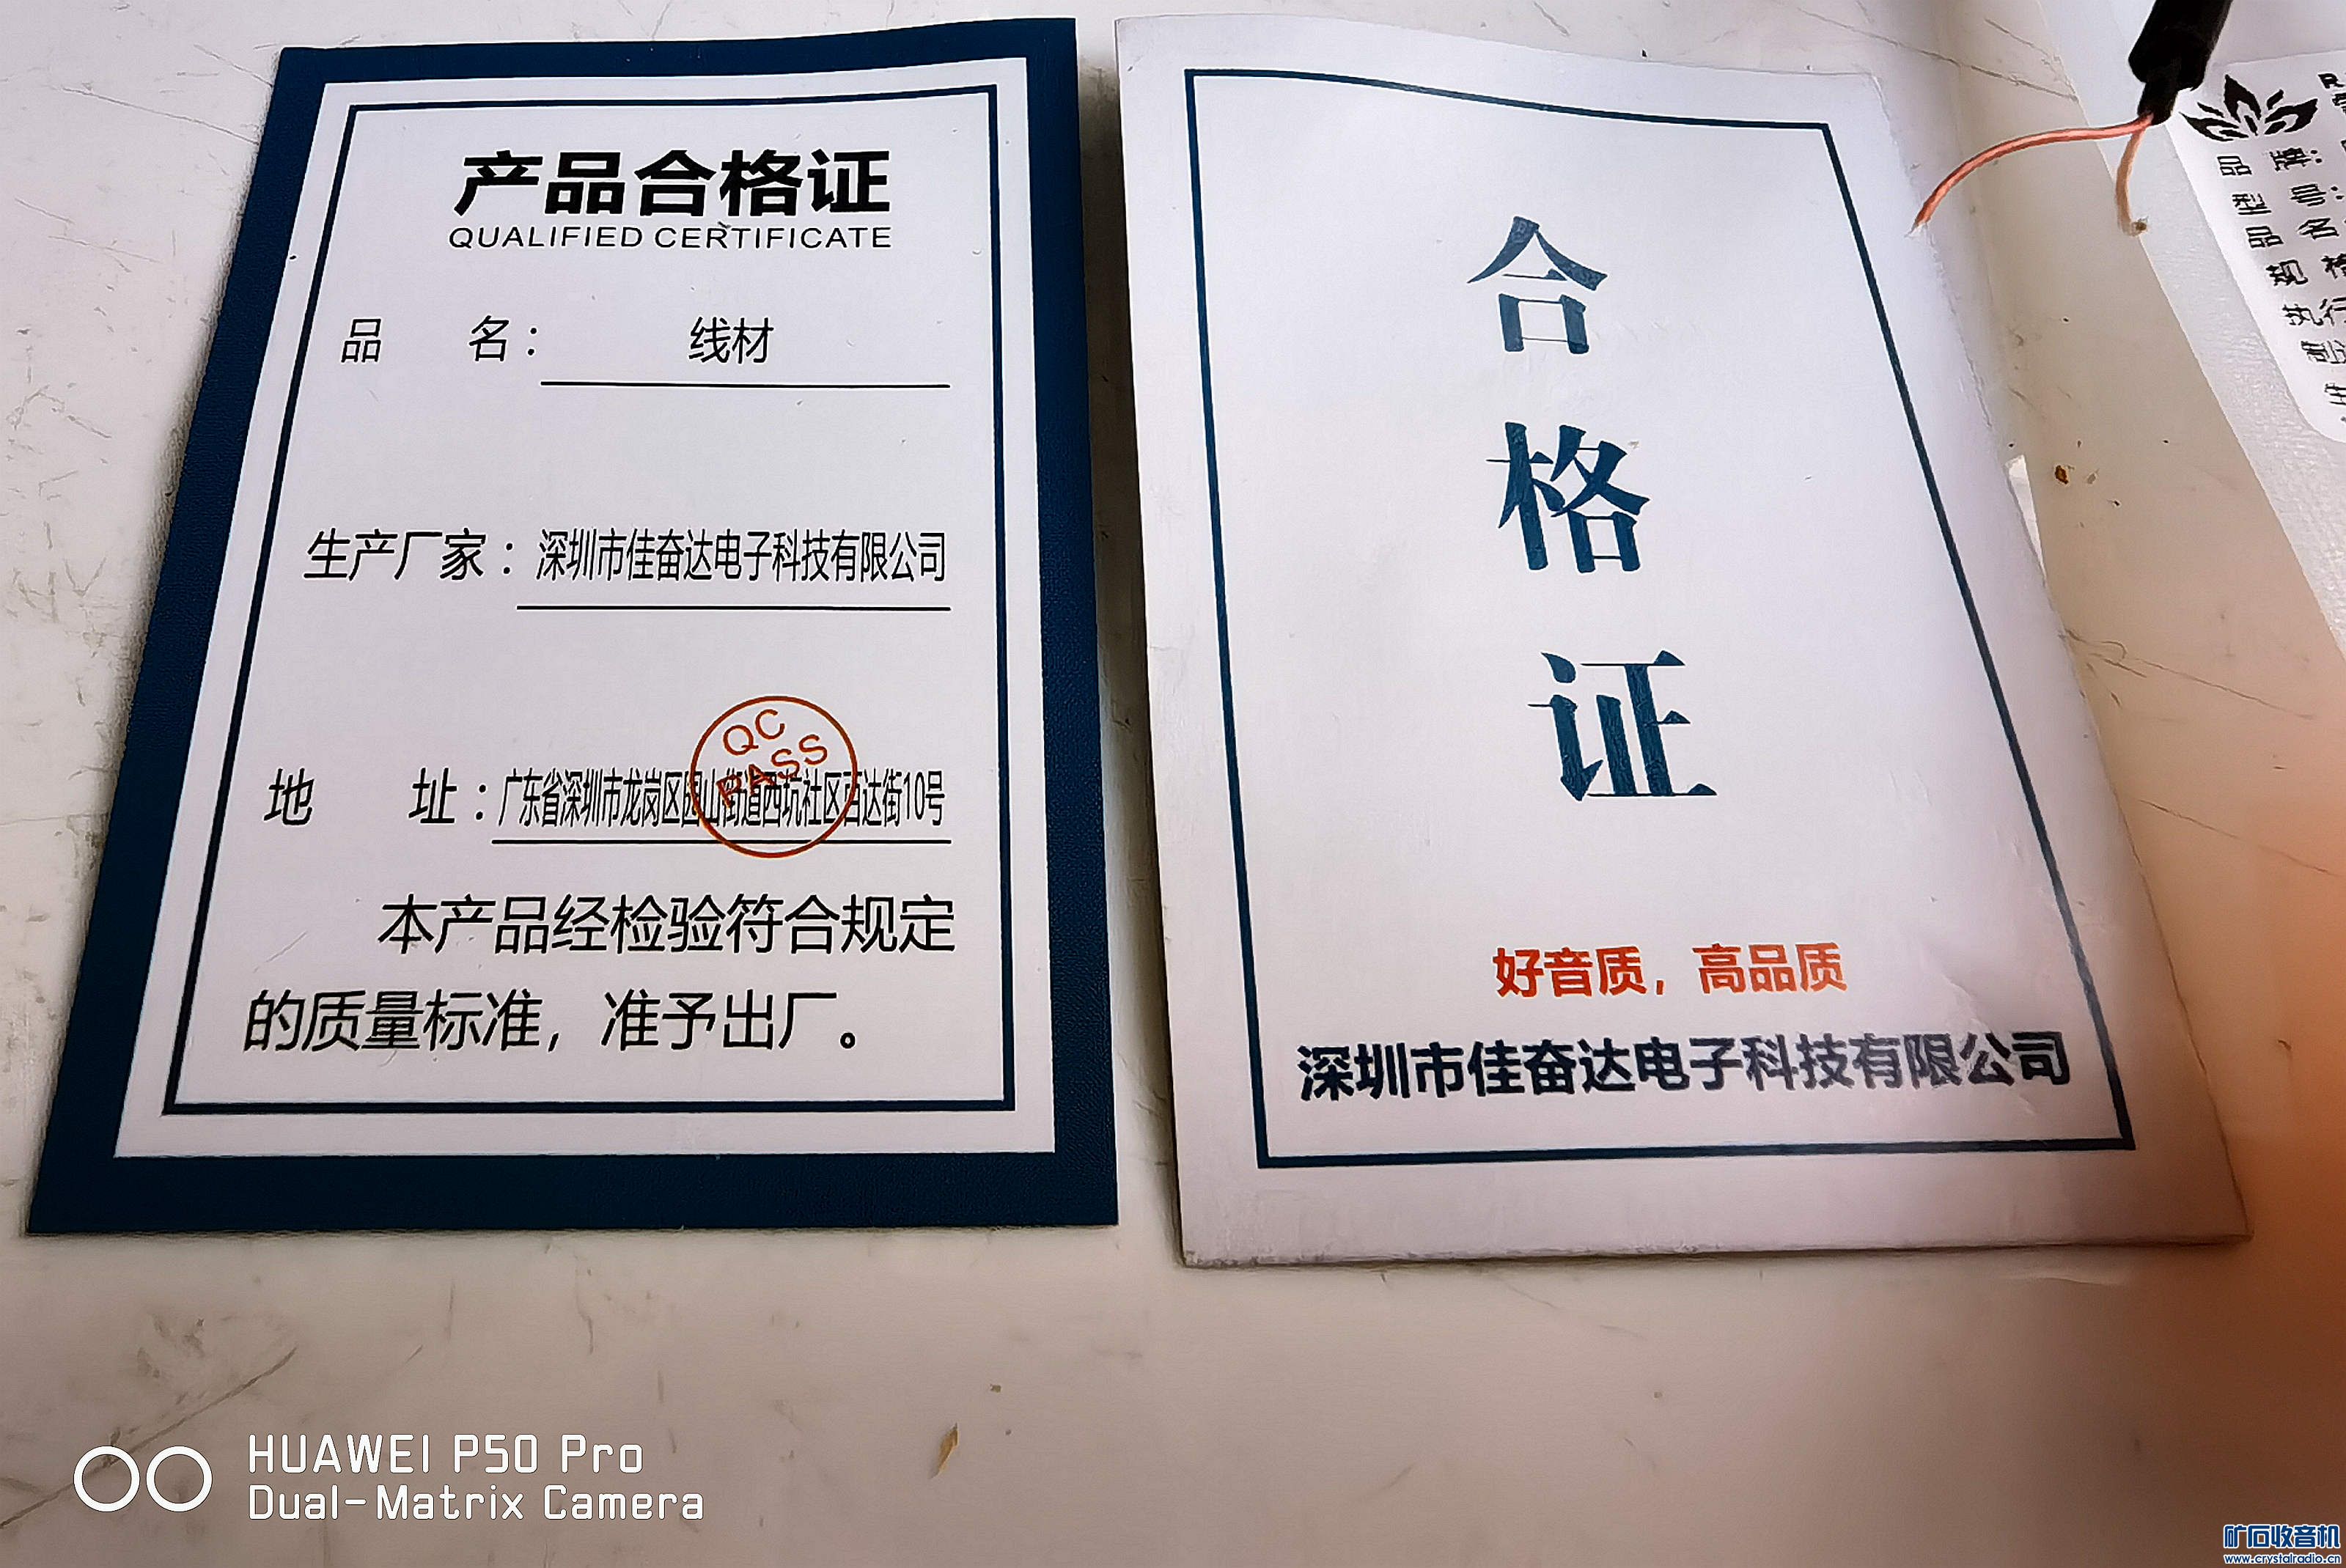 产品合格证
QUALIFIED CERTIFICATE
品 名： 线材
生产厂家：深圳市佳奋达电子科技有限公司
地 址：广东省深圳市龙岗区园山街道西坑社区西达街10号
QC
PASS
本产品经检验符合规定
的质量标准，准予出厂。
合
格
证
好音质，高品质
深圳市佳奋达电子科技有限公司
品 牌：
型 号：
品 名
规 格
执行
HUAWEI P50 Pro
Dual-Matrix Camera
矿石收音机
www.crystalradio.cn